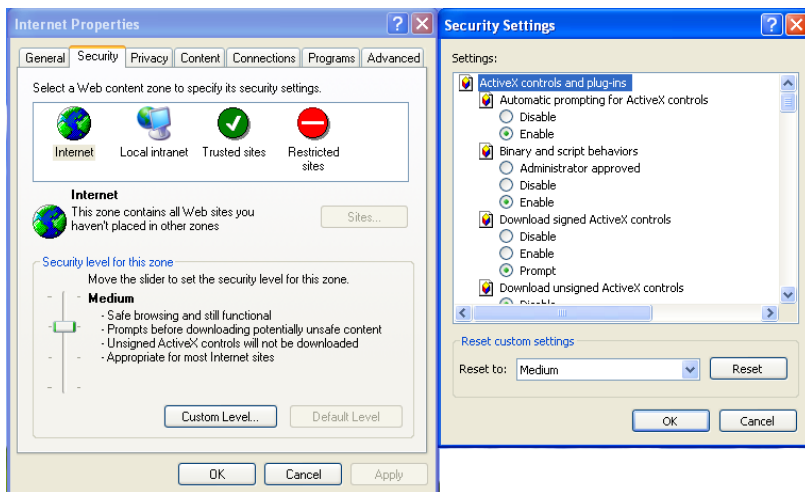 Internet Properties
General Security Privacy Content Connections Programs Advanced
Select a Web content zone to specify its security settings.
Internet Local intranet Trusted sites Restricted
sites
Internet
This zone contains all Web sites you
haven't placed in other zones
Sites...
Security level for this zone
Move the slider to set the security level for this zone.
Medium
- Safe browsing and still functional
- Prompts before downloading potentially unsafe content
- Unsigned ActiveX controls will not be downloaded
- Appropriate for most Internet sites
Custom Level... Default Level
OK Cancel Apply
Security Settings
Settings:
ActiveX controls and plug-ins
Automatic prompting for ActiveX controls
Disable
Enable
Binary and script behaviors
Administrator approved
Disable
Enable
Download signed ActiveX controls
Disable
Enable
Prompt
Download unsigned ActiveX controls
Disable
Reset custom settings
Reset to: Medium Reset
OK Cancel